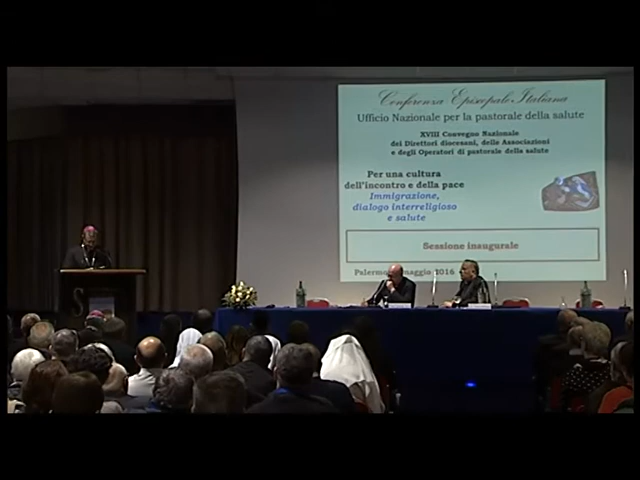 Conferenza Episcopale Italiana
Ufficio Nazionale per la pastorale della salute
XVIII Convegno Nazionale
dei Direttori diocesani, delle Associazioni
e degli Operatori di pastorale della salute
Per una cultura
dell'incontro e della pace
Immigrazione,
dialogo interreligioso
e salute
Sessione inaugurale
Palermo maggio 2016